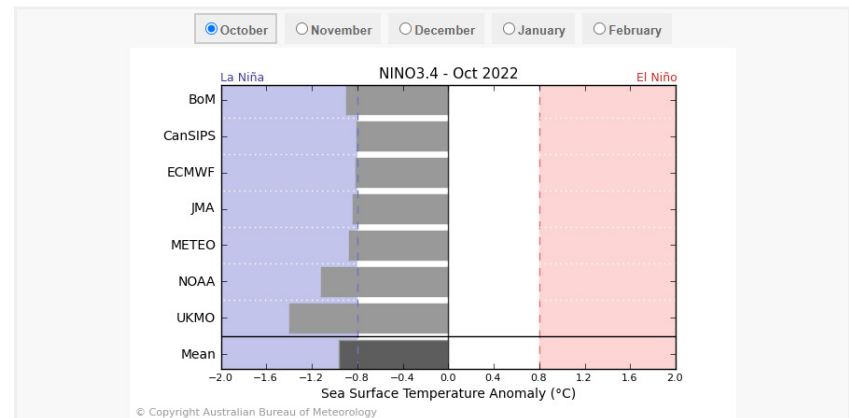 October November December January February
NINO3.4 - Oct 2022
La Niña El Niño
BoM
CanSIPS
ECMWF
JMA
METEO
NOAA
UKMO
Mean
−2.0 −1.6 −1.2 −0.8 −0.4 0.0 0.4 0.8 1.2 1.6 2.0
Sea Surface Temperature Anomaly (°C)
© Copyright Australian Bureau of Meteorology